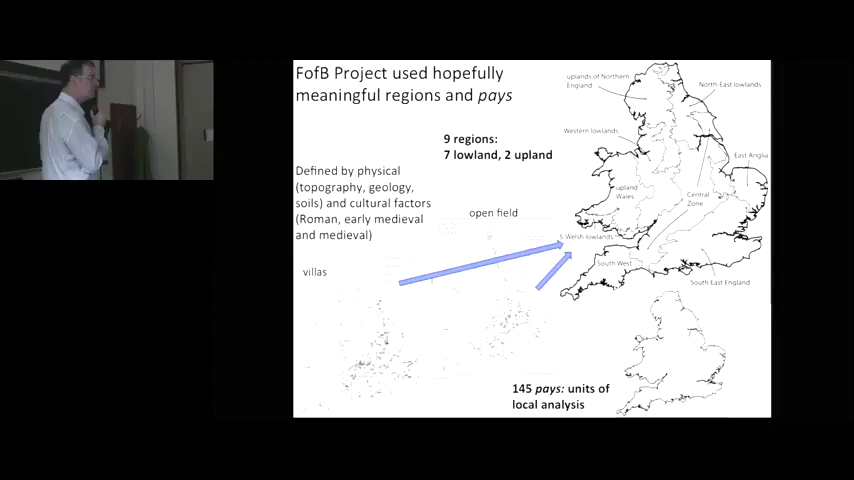 FofB Project used hopefully
meaningful regions and pays
9 regions:
7 lowland, 2 upland
Defined by physical
(topography, geology,
soils) and cultural factors
(Roman, early medieval
and medieval)
open field
villas
uplands of Northern
England
North East lowlands
Western lowlands
East Anglia
upland
Wales
Central
Zone
S. Welsh lowlands
South West
South East England
145 pays: units of
local analysis